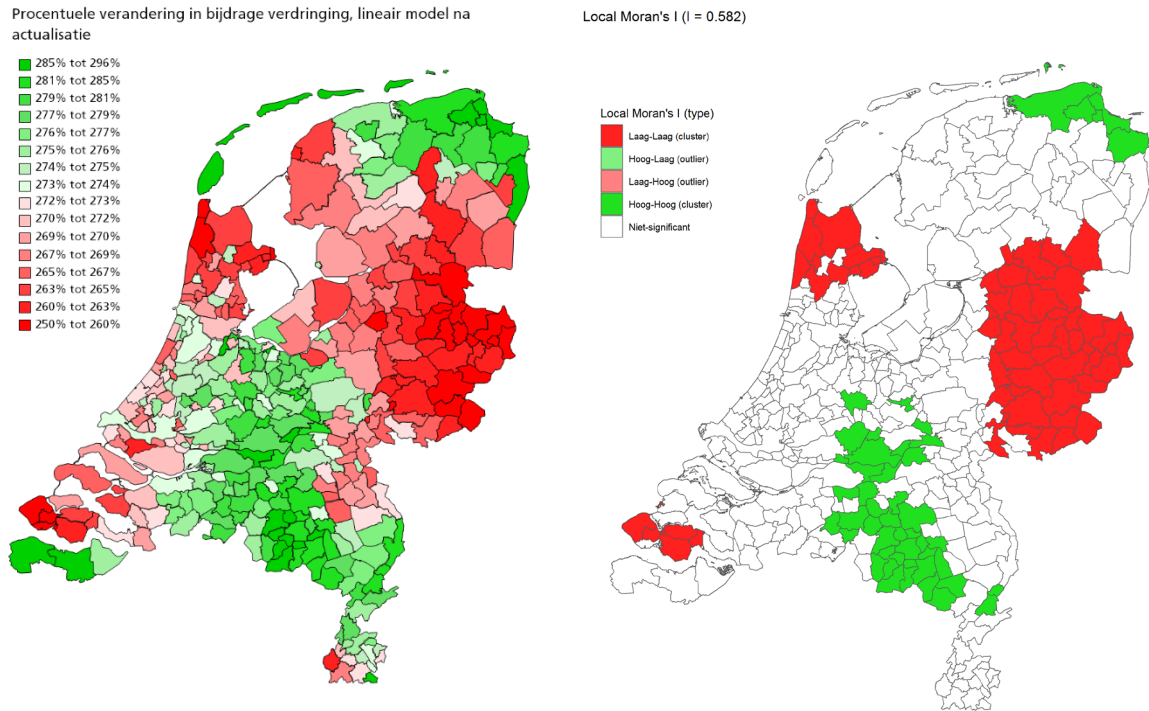 Procentuele verandering in bijdrage verdringing, lineair model na
actualisatie
285% tot 296%
281% tot 285%
279% tot 281%
277% tot 279%
276% tot 277%
275% tot 276%
274% tot 275%
273% tot 274%
272% tot 273%
270% tot 272%
269% tot 270%
267% tot 269%
265% tot 267%
263% tot 265%
260% tot 263%
250% tot 260%
Local Moran's I (I = 0.582)
Local Moran's I (type)
Laag-Laag (cluster)
Hoog-Laag (outlier)
Laag-Hoog (outlier)
Hoog-Hoog (cluster)
Niet-significant